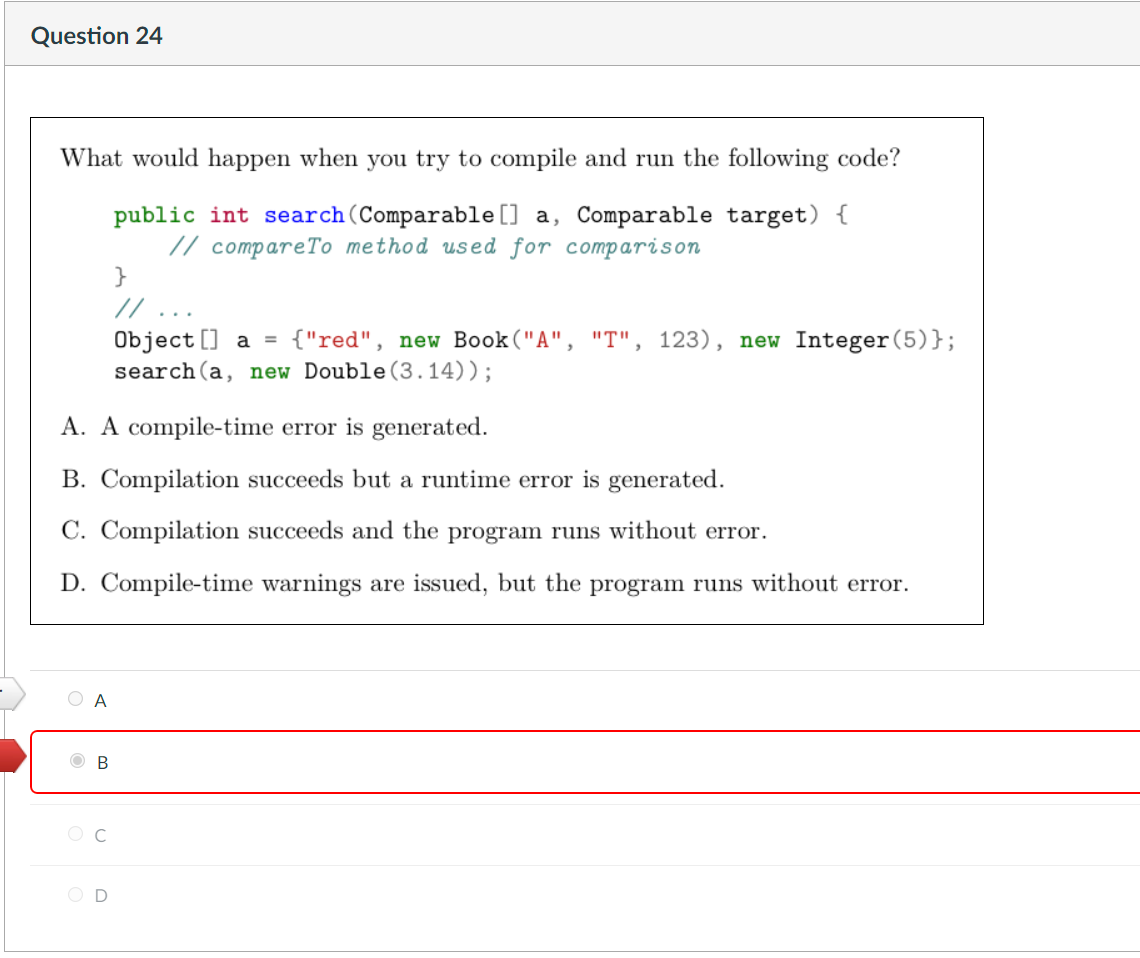 Question 24
What would happen when you try to compile and run the following code?
public int search(Comparable[] a, Comparable target) {
// compareTo method used for comparison
}
// ...
Object[] a = {"red", new Book("A", "T", 123), new Integer(5)};
search(a, new Double(3.14));
A. A compile-time error is generated.
B. Compilation succeeds but a runtime error is generated.
C. Compilation succeeds and the program runs without error.
D. Compile-time warnings are issued, but the program runs without error.
A
B
C
D